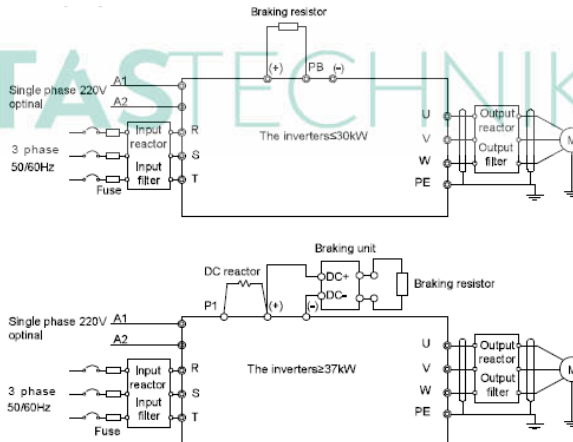 Braking resistor
TASTECHNIK
(+) PB (-)
Single phase 220V
optinal
A1
A2
R
S
T
Input
reactor
Input
filter
3 phase
50/60Hz
Fuse
The inverters≤30kW
U
V
W
PE
Output
reactor
Output
filter
M
Braking unit
DC reactor
DC+
DC-
Braking resistor
P1
(+)
(-)
Single phase 220V
optinal
A1
A2
R
S
T
Input
reactor
Input
filter
3 phase
50/60Hz
Fuse
The inverters≥37kW
U
V
W
PE
Output
reactor
Output
filter
M